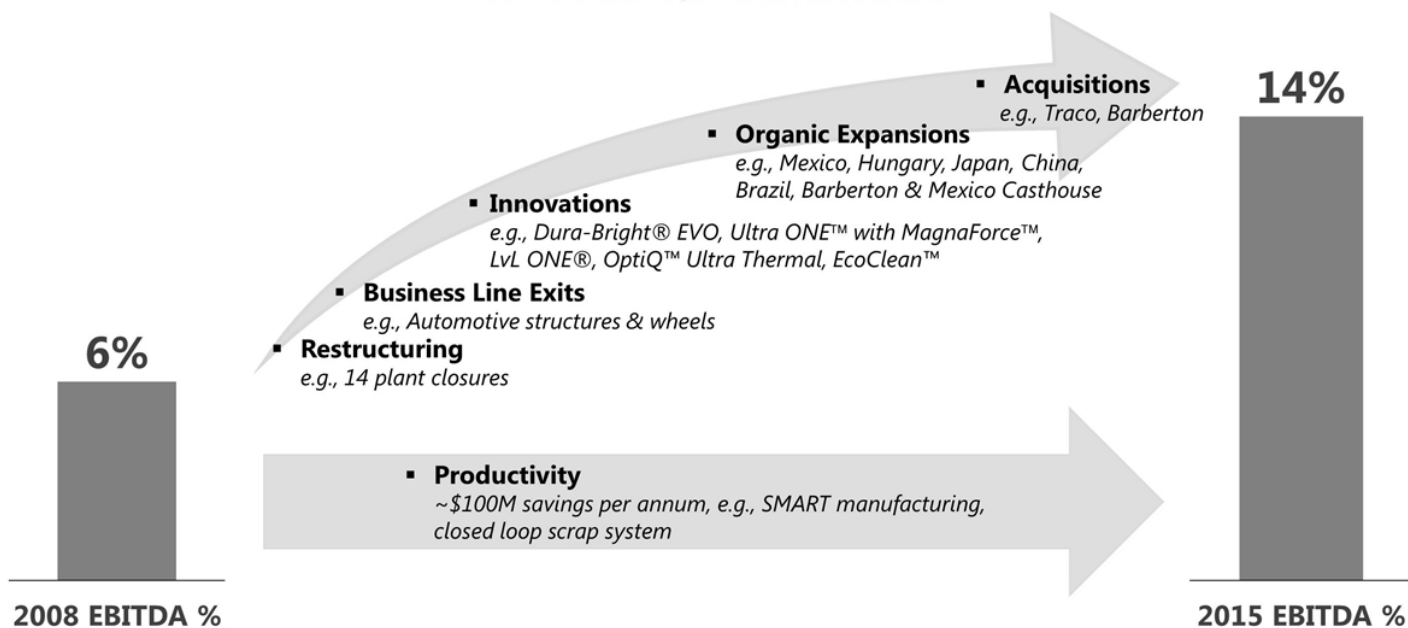 ▪ Acquisitions
e.g., Traco, Barberton
14%
▪ Organic Expansions
e.g., Mexico, Hungary, Japan, China,
Brazil, Barberton & Mexico Casthouse
▪ Innovations
e.g., Dura-Bright® EVO, Ultra ONE™ with MagnaForce™,
LvL ONE®, OptiQ™ Ultra Thermal, EcoClean™
▪ Business Line Exits
e.g., Automotive structures & wheels
6%
▪ Restructuring
e.g., 14 plant closures
▪ Productivity
~$100M savings per annum, e.g., SMART manufacturing,
closed loop scrap system
2008 EBITDA %
2015 EBITDA %